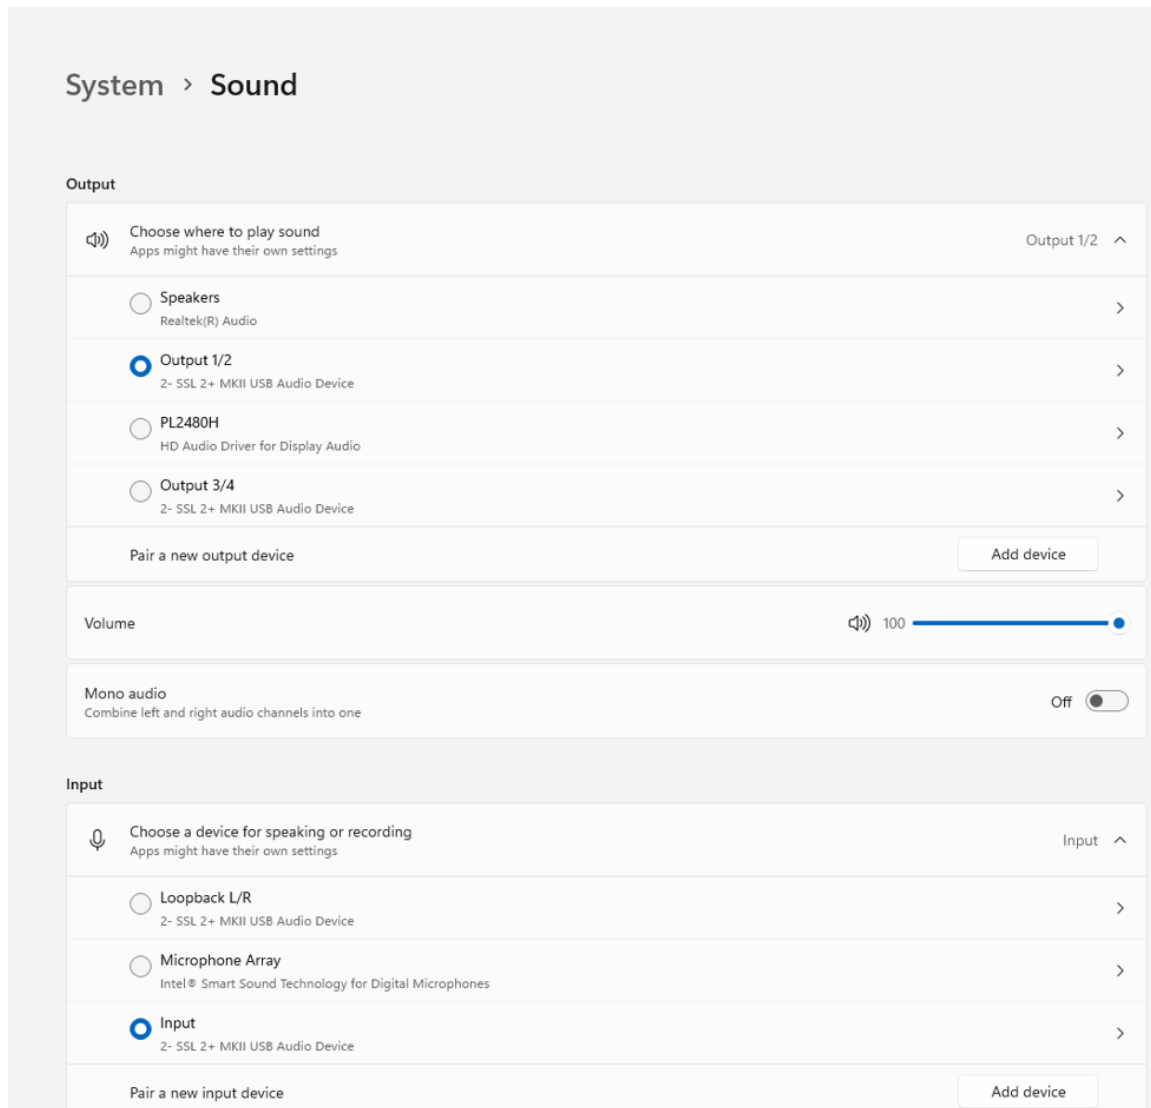 System > Sound
Output
Choose where to play sound
Apps might have their own settings
Output 1/2
Speakers
Realtek(R) Audio
Output 1/2
2- SSL 2+ MKII USB Audio Device
PL2480H
HD Audio Driver for Display Audio
Output 3/4
2- SSL 2+ MKII USB Audio Device
Pair a new output device
Add device
Volume
100
Mono audio
Combine left and right audio channels into one
Off
Input
Choose a device for speaking or recording
Apps might have their own settings
Input
Loopback L/R
2- SSL 2+ MKII USB Audio Device
Microphone Array
Intel® Smart Sound Technology for Digital Microphones
Input
2- SSL 2+ MKII USB Audio Device
Pair a new input device
Add device